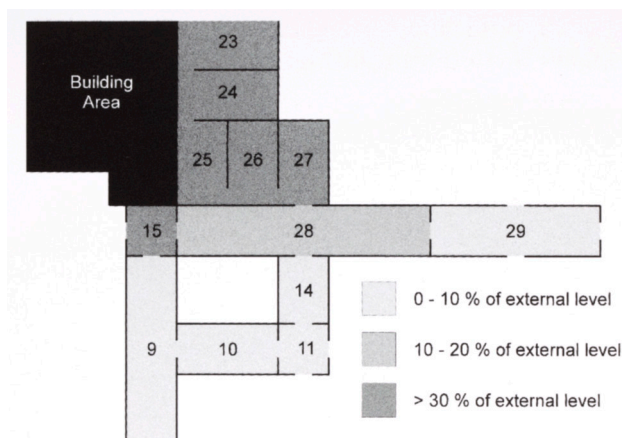 23
Building
Area
24
25 26 27
15 28 29
14
0 - 10 % of external level
10 - 20 % of external level
9 10 11
> 30 % of external level